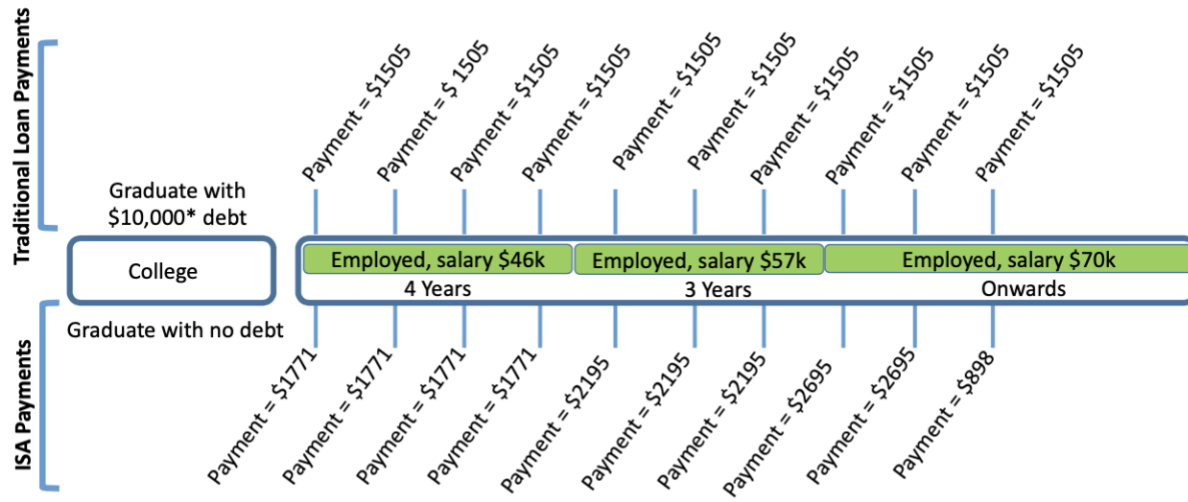 Traditional Loan Payments
Payment = $1505
Payment = $ 1505
Payment = $1505
Payment = $1505
Payment = $1505
Payment = $1505
Payment = $1505
Payment = $1505
Payment = $1505
Payment = $1505
Graduate with
$10,000* debt
College
Employed, salary $46k
Employed, salary $57k
Employed, salary $70k
4 Years
3 Years
Onwards
Graduate with no debt
ISA Payments
Payment = $1771
Payment = $1771
Payment = $1771
Payment = $1771
Payment = $2195
Payment = $2195
Payment = $2195
Payment = $2695
Payment = $2695
Payment = $898